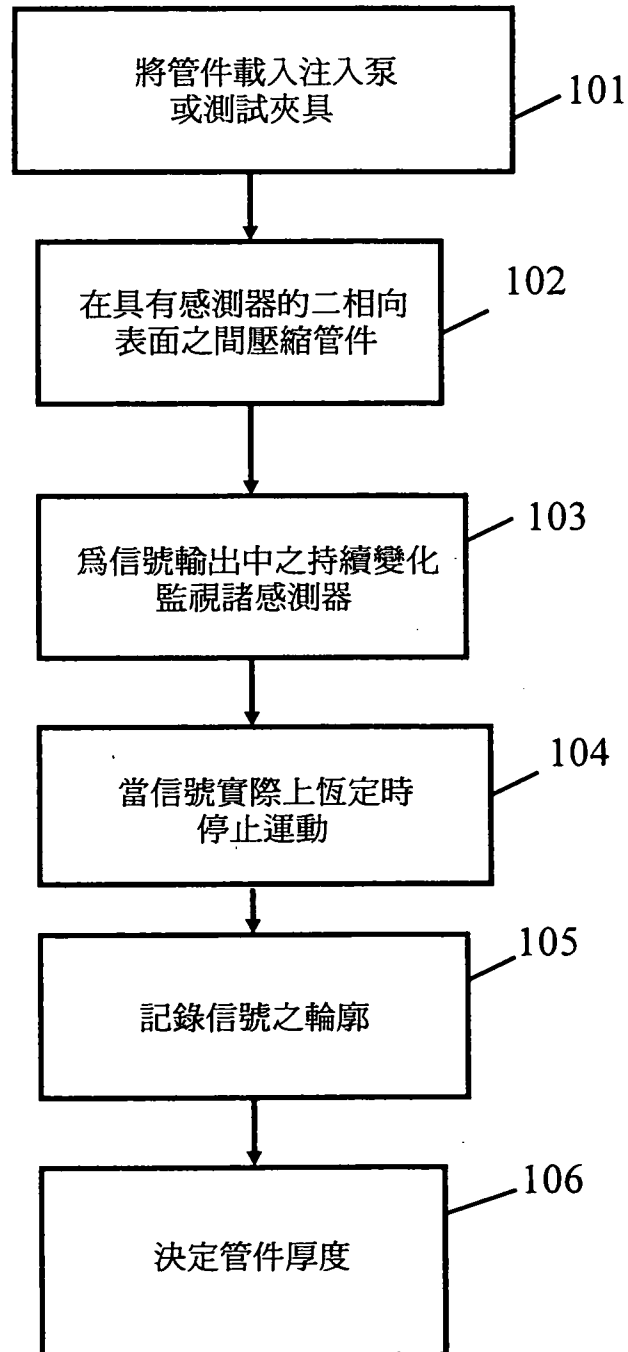 將管件載入注入泵
或測試夾具
101
在具有感測器的二相向
表面之間壓縮管件
102
爲信號輸出中之持續變化
監視諸感測器
103
當信號實際上恆定時
停止運動
104
記錄信號之輪廓
105
決定管件厚度
106